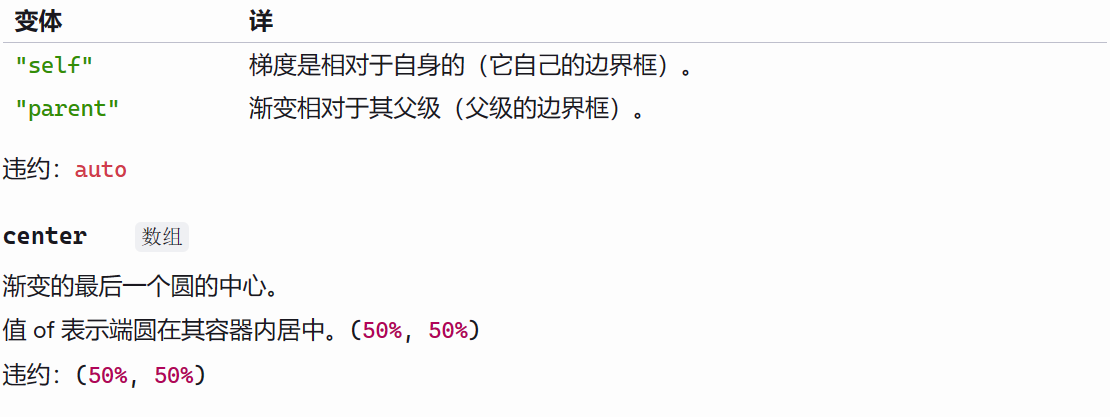 变体 详
"self" 梯度是相对于自身的（它自己的边界框）。
"parent" 渐变相对于其父级（父级的边界框）。
违约：auto
center 数组
渐变的最后一个圆的中心。
值 of 表示端圆在其容器内居中。(50%, 50%)
违约：(50%, 50%)